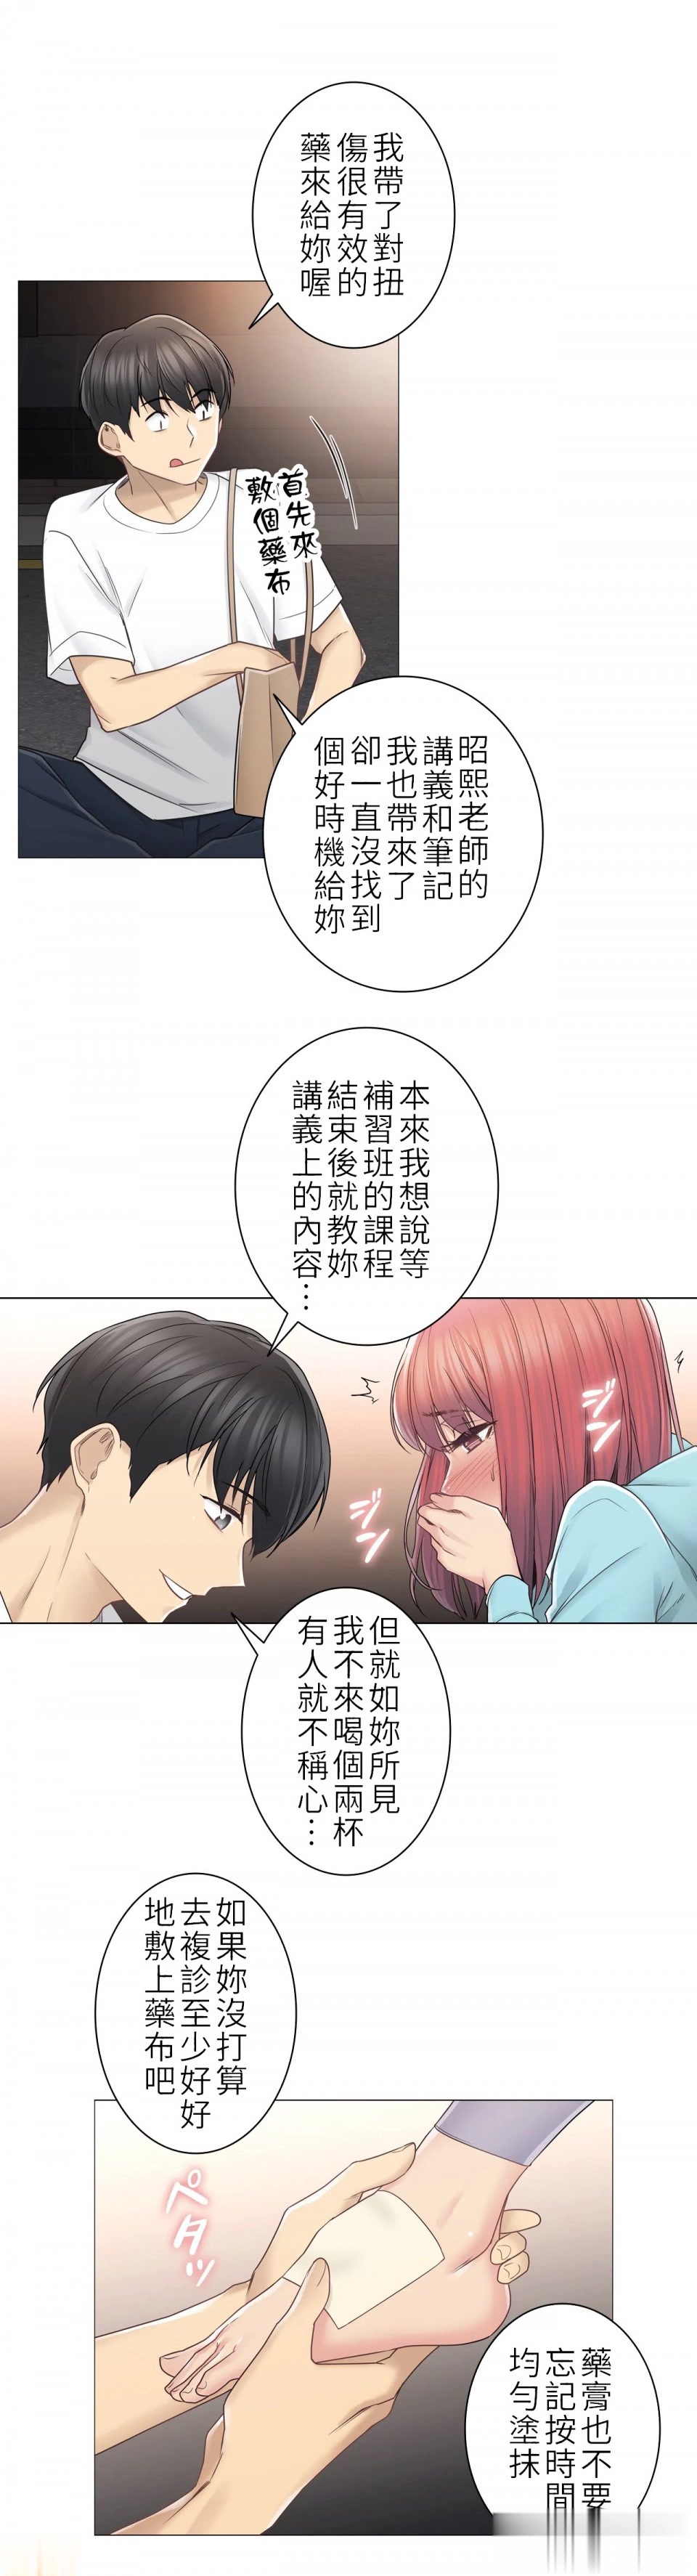 我帶了對扭
傷很有效的
藥來給妳喔
首先來
敷個藥布
昭熙老師的
講義和筆記
我也帶來了
卻一直沒找到
個好時機給妳
本來我想說等
補習班的課程
結束後就教妳
講義上的內容…
ジン
ジン
但就如妳所見
我不來喝個兩杯
有人就不稱心…
如果妳沒打算
去複診至少好好
地敷上藥布吧
ペタッ
藥膏也不要
忘記按時間
均勻塗抹